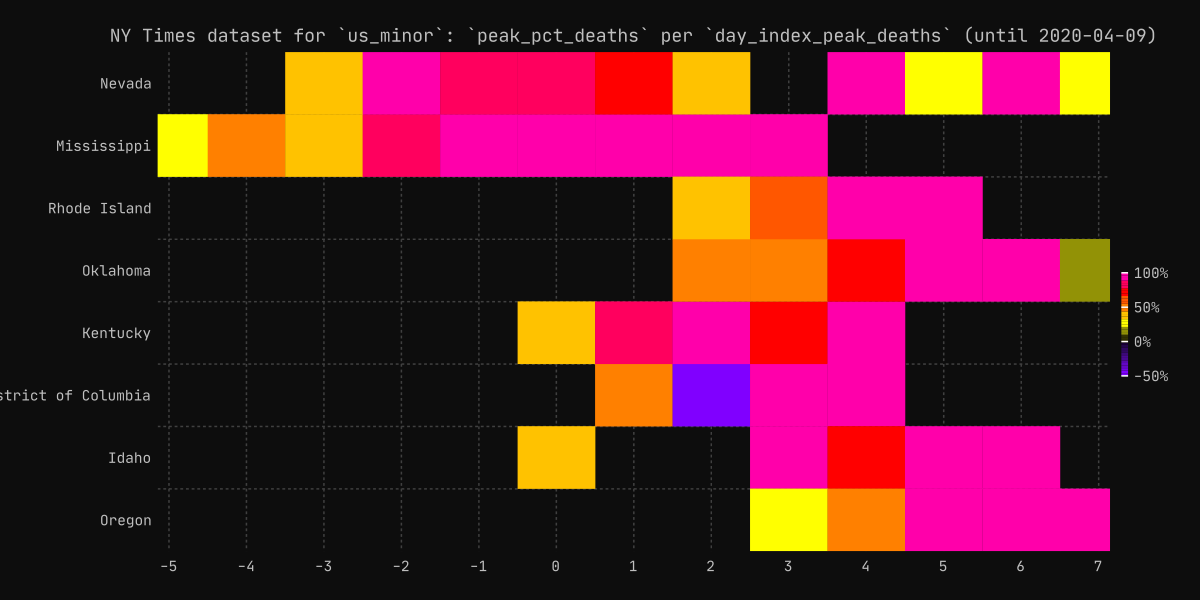 NY Times dataset for `us_minor`: `peak_pct_deaths` per `day_index_peak_deaths` (until 2020-04-09)
Nevada
Mississippi
Rhode Island
Oklahoma
Kentucky
strict of Columbia
Idaho
Oregon
-5 -4 -3 -2 -1 0 1 2 3 4 5 6 7
100%
50%
0%
-50%